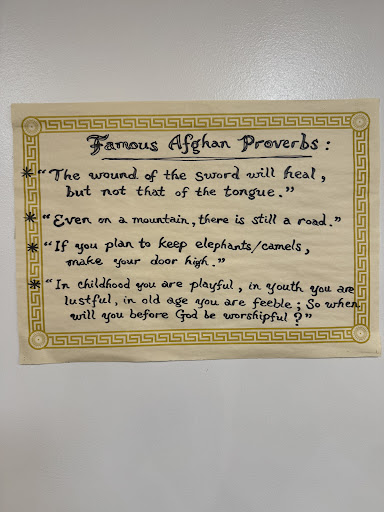 Famous Afghan Proverbs :
* "The wound of the sword will heal,
but not that of the tongue."
* "Even on a mountain, there is still a road."
* "If you plan to keep elephants/camels,
make your door high."
* "In childhood you are playful, in youth you are
lustful, in old age you are feeble; So when
will you before God be worshipful?"